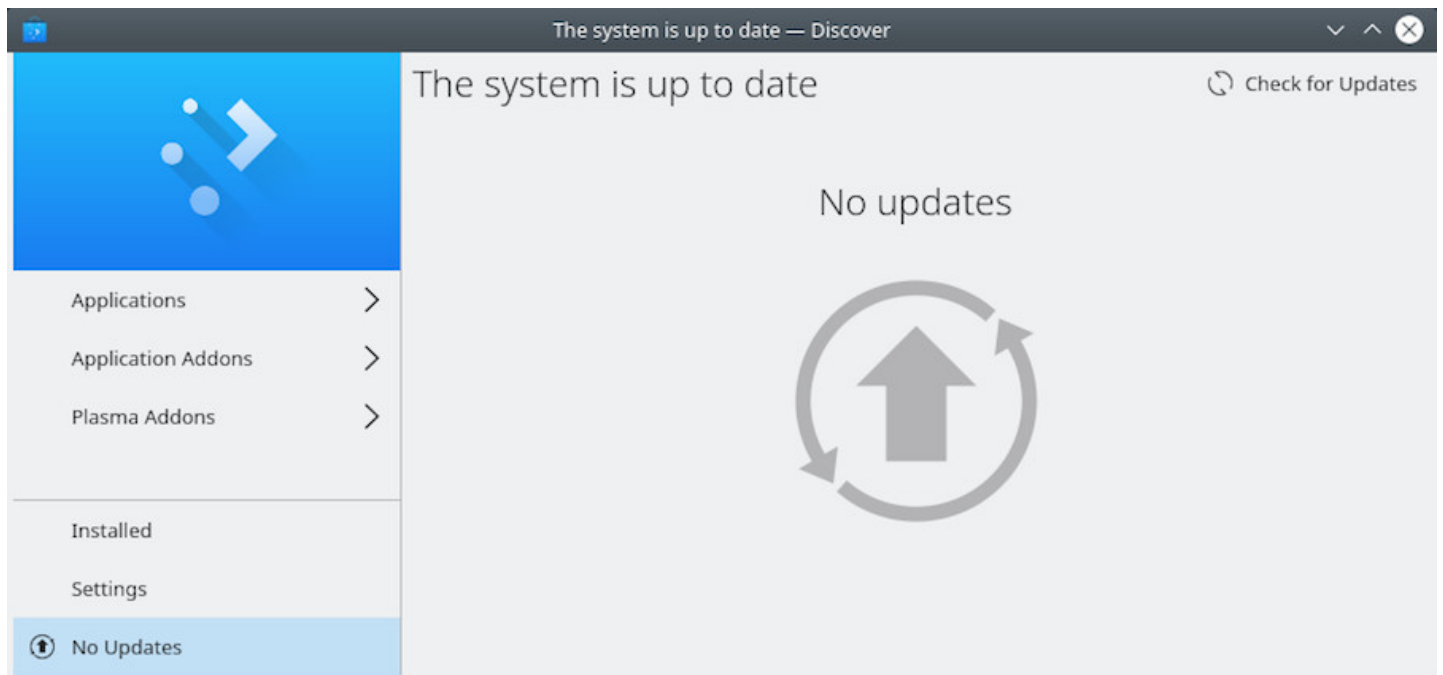 The system is up to date — Discover
The system is up to date
Check for Updates
No updates
Applications
Application Addons
Plasma Addons
Installed
Settings
No Updates